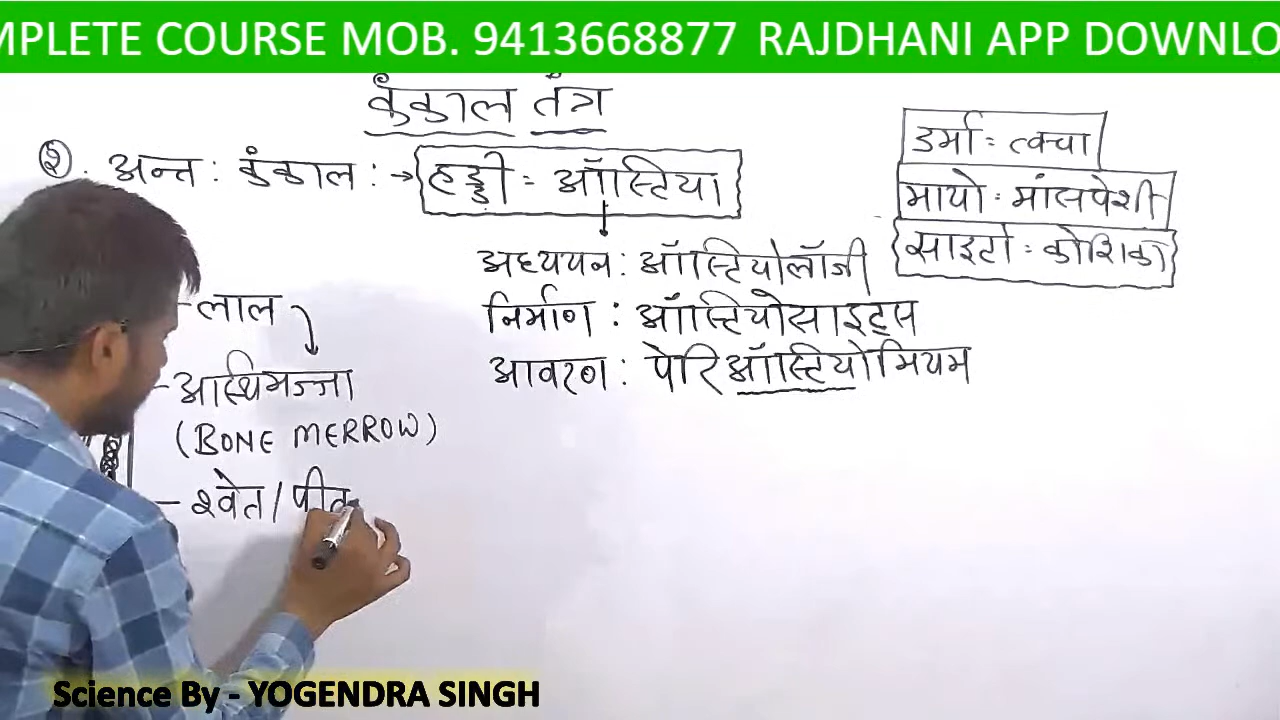 MPLETE COURSE MOB. 9413668877 RAJDHANI APP DOWNLO
कंकाल तंत्र
२. अन्तः कंकाल : → हड्डी = ऑस्टिया
डर्मा = त्वचा
मायो = मांसपेशी
साइटो = कोशिका
अध्ययन : ऑस्टियोलॉजी
निर्माण : ऑस्टियोसाइट्स
आवरण : पेरिऑस्टियोमियम
- लाल
- अस्थिमज्जा
(BONE MERROW)
- श्वेत / पीत
Science By - YOGENDRA SINGH